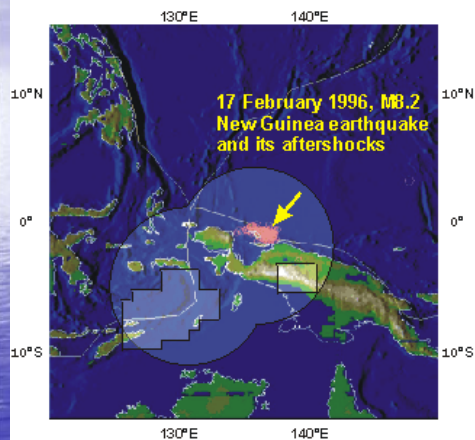 130°E 140°E
10°N 10°N
17 February 1996, M8.2
New Guinea earthquake
and its aftershocks
0° 0°
10°S 10°S
130°E 140°E